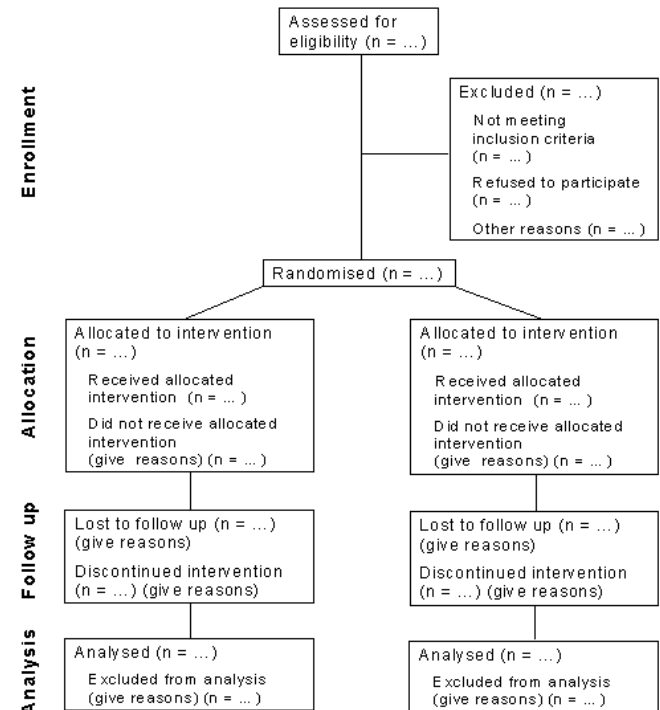 Assessed for
eligibility (n = ...)
Enrollment
Excluded (n = ...)
Not meeting
inclusion criteria
(n = ... )
Refused to participate
(n = ... )
Other reasons (n = ... )
Randomised (n = ...)
Allocation
Allocated to intervention
(n = ...)
Received allocated
intervention (n = ... )
Did not receive allocated
intervention
(give reasons) (n = ... )
Allocated to intervention
(n = ...)
Received allocated
intervention (n = ... )
Did not receive allocated
intervention
(give reasons) (n = ... )
Follow up
Lost to follow up (n = ...)
(give reasons)
Discontinued intervention
(n = ...) (give reasons)
Lost to follow up (n = ...)
(give reasons)
Discontinued intervention
(n = ...) (give reasons)
Analysis
Analysed (n = ...)
Excluded from analysis
(give reasons) (n = ... )
Analysed (n = ...)
Excluded from analysis
(give reasons) (n = ... )